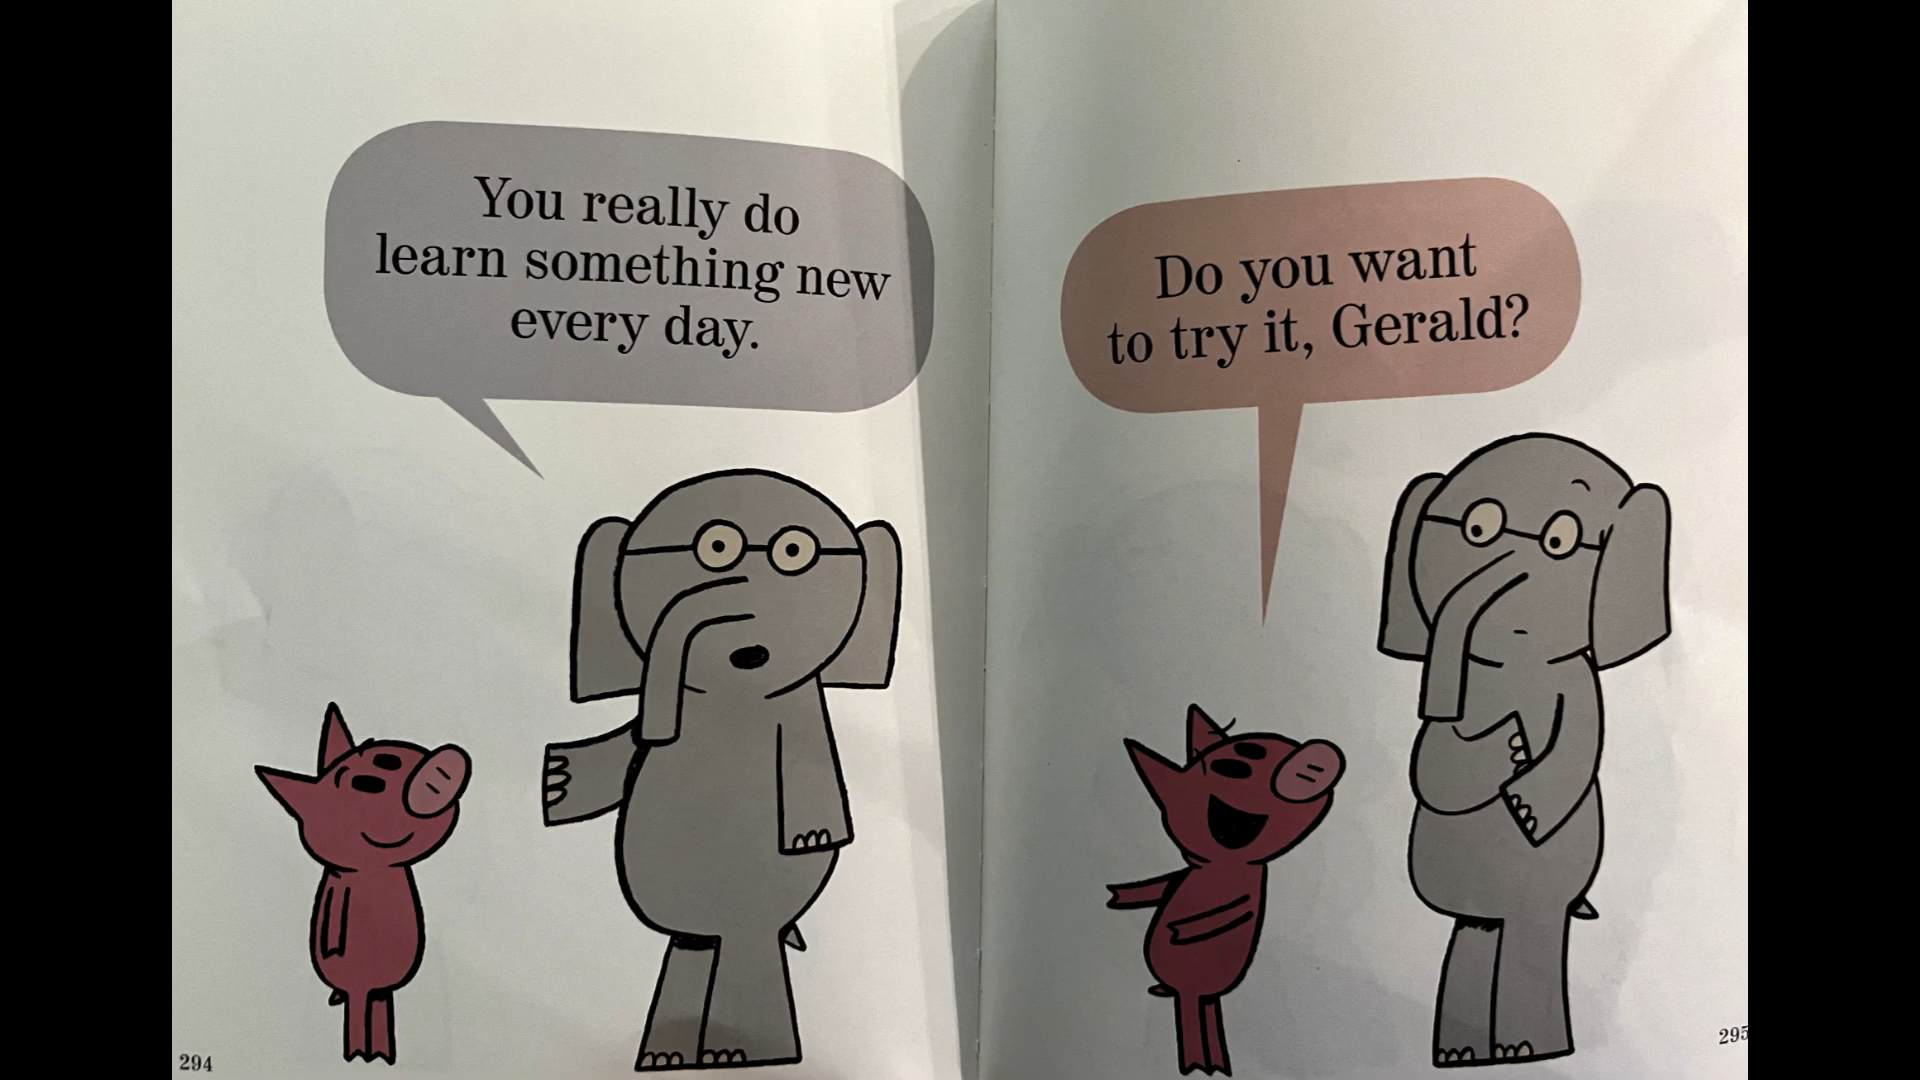 You really do
learn something new
every day.
294
Do you want
to try it, Gerald?
295